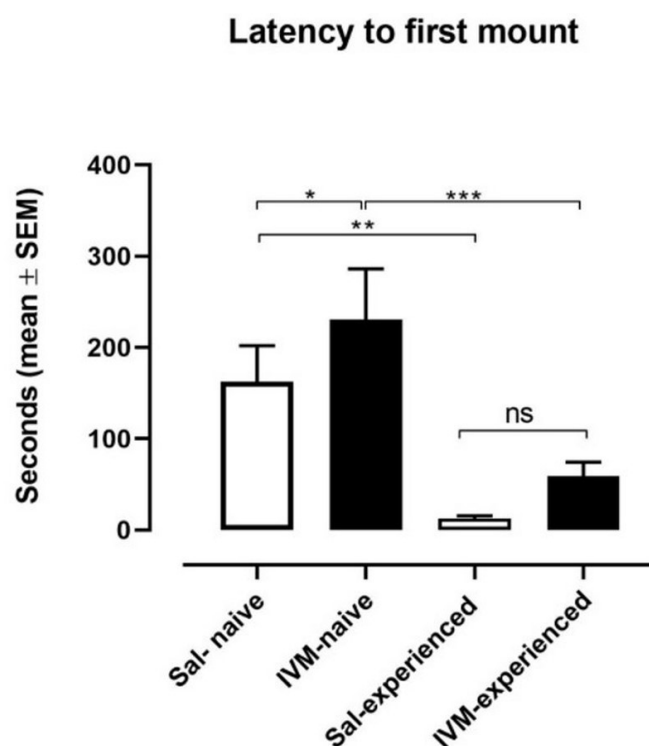 Latency to first mount
Seconds (mean ± SEM)
400
300
200
100
0
*
***
**
ns
Sal- naive
IVM-naive
Sal-experienced
IVM-experienced